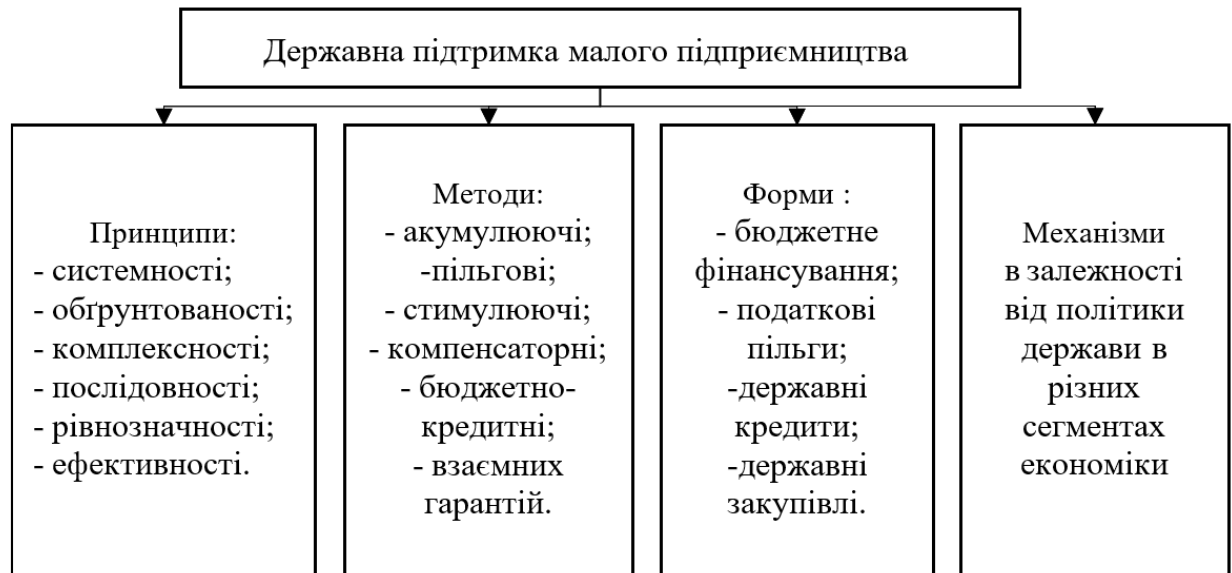 Державна підтримка малого підприємництва
Принципи:
- системності;
- обґрунтованості;
- комплексності;
- послідовності;
- рівнозначності;
- ефективності.
Методи:
- акумулюючі;
-пільгові;
- стимулюючі;
- компенсаторні;
- бюджетно-
кредитні;
- взаємних
гарантій.
Форми :
- бюджетне
фінансування;
- податкові
пільги;
-державні
кредити;
-державні
закупівлі.
Механізми
в залежності
від політики
держави в
різних
сегментах
економіки